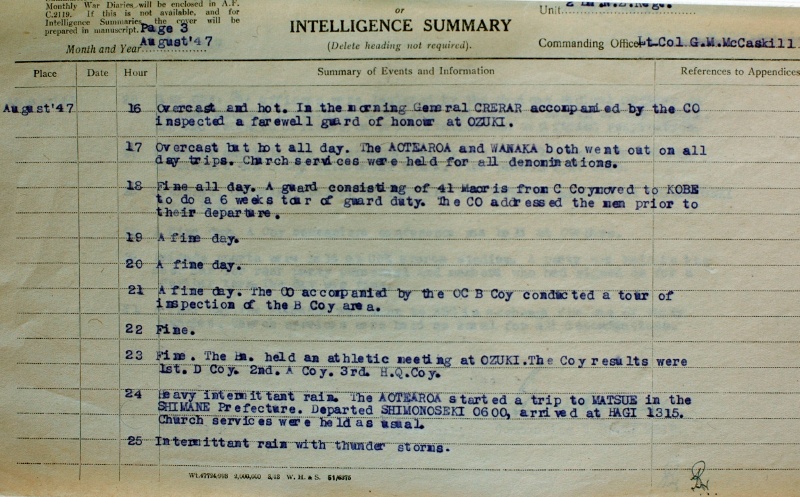 Monthly War Diaries will be enclosed in A.F.
C.2119. If this is not available, and for
Intelligence Summaries, the cover will be
prepared in manuscript.
Page 3
Month and Year August'47
or
INTELLIGENCE SUMMARY
(Delete heading not required).
Unit
Commanding Officer Lt.Col G.M.McCaskill.
Place Date Hour Summary of Events and Information References to Appendices
August'47 16 Overcast and hot. In the morning General CRERAR accompanied by the CO
inspected a farewell guard of honour at OZUKI.
17 Overcast but hot all day. The AOTEAROA and WANAKA both went out on all
day trips. Church services were held for all denominations.
18 Fine all day. A guard consisting of 41 Maoris from C Coy moved to KOBE
to do a 6 weeks tour of guard duty. The CO addressed the men prior to
their departure.
19 A fine day.
20 A fine day.
21 A fine day. The CO accompanied by the OC B Coy conducted a tour of
inspection of the B Coy area.
22 Fine.
23 Fine. The Bn. held an athletic meeting at OZUKI.The Coy results were
1st. D Coy. 2nd. A Coy. 3rd. H.Q.Coy.
24 Heavy intermittant rain. The AOTEAROA started a trip to MATSUE in the
SHIMANE Prefecture. Departed SHIMONOSEKI 0600, arrived at HAGI 1315.
Church services were held as usual.
25 Intermittant rain with thunder storms.
W. H. & S. 51/6375